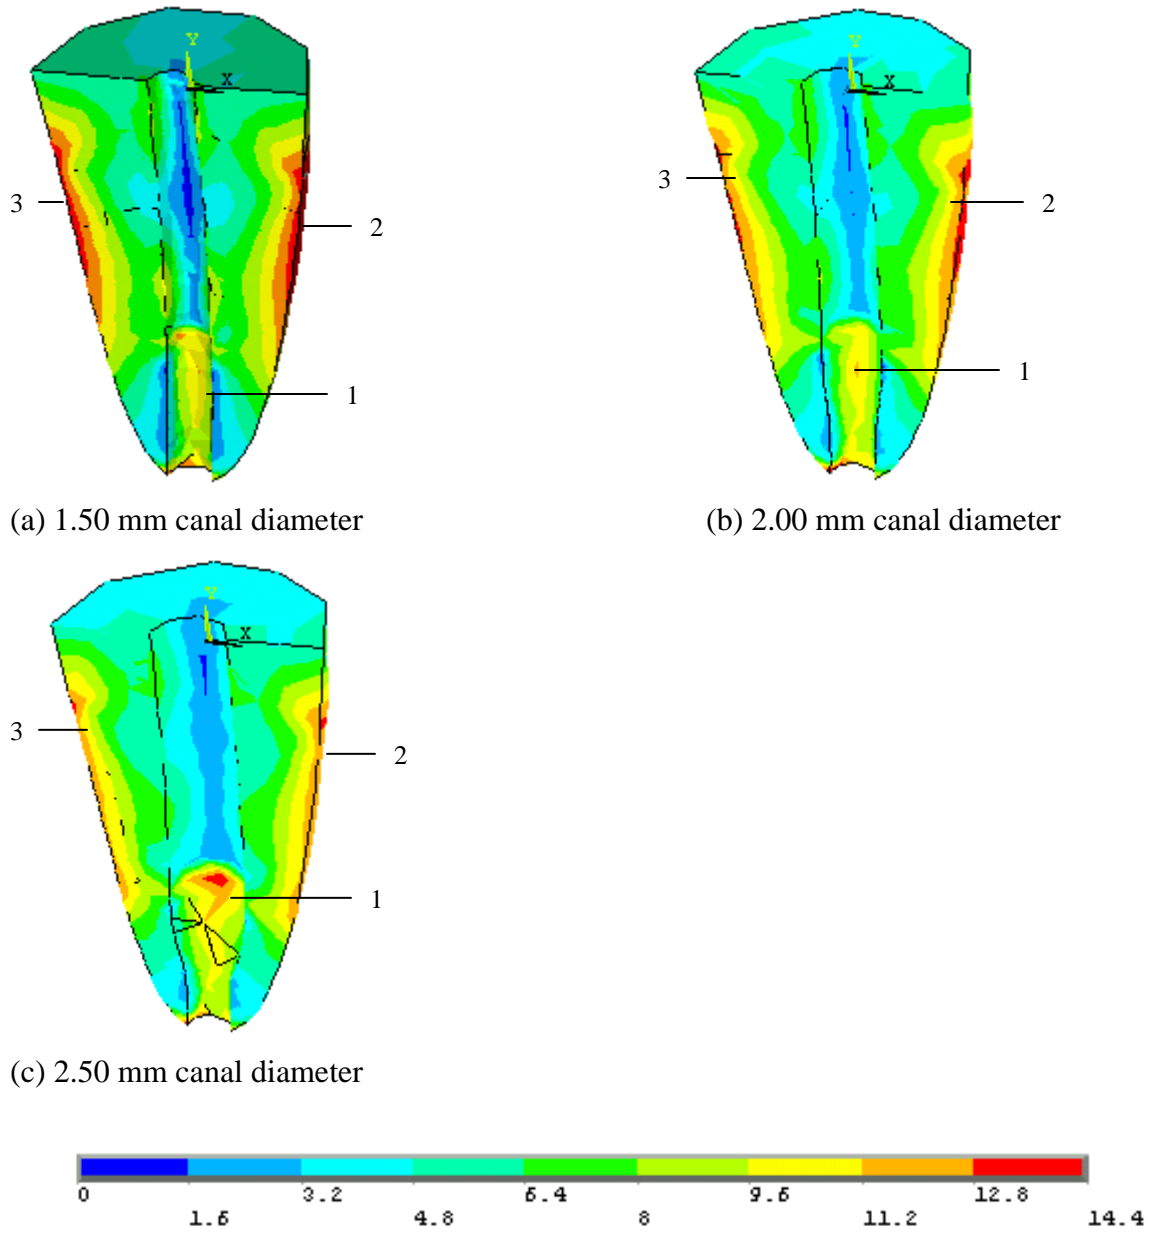 Y
X
3
2
1
(a) 1.50 mm canal diameter
Y
X
3
2
1
(b) 2.00 mm canal diameter
Y
X
3
2
1
(c) 2.50 mm canal diameter
0 3.2 6.4 9.6 12.8
1.6 4.8 8 11.2 14.4